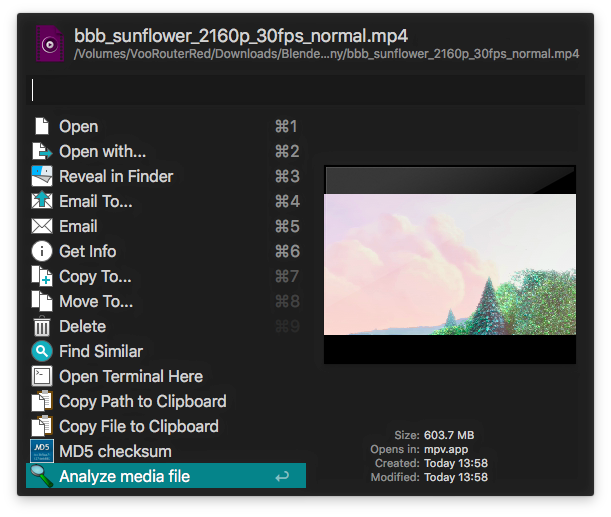 bbb_sunflower_2160p_30fps_normal.mp4
/Volumes/VooRouterRed/Downloads/Blende…ny/bbb_sunflower_2160p_30fps_normal.mp4
Open ⌘1
Open with... ⌘2
Reveal in Finder ⌘3
Email To... ⌘4
Email ⌘5
Get Info ⌘6
Copy To... ⌘7
Move To... ⌘8
Delete ⌘9
Find Similar
Open Terminal Here
Copy Path to Clipboard
Copy File to Clipboard
MD5 MD5 checksum
Analyze media file ↩
Size: 603.7 MB
Opens in: mpv.app
Created: Today 13:58
Modified: Today 13:58